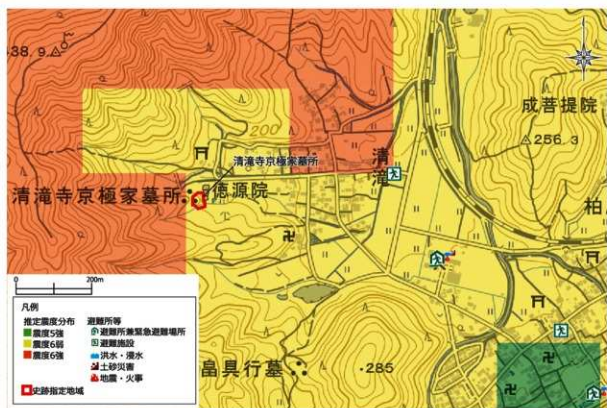 438.9
200
成菩提院
256.3
清滝寺京極家墓所
清滝
清滝寺京極家墓所
徳源院
柏
0 200m
凡例
推定震度分布
震度5強
震度6弱
震度6強
避難所等
避難所兼緊急避難場所
避難施設
洪水・浸水
土砂災害
地震・火事
史跡指定地域
畠具行墓
285